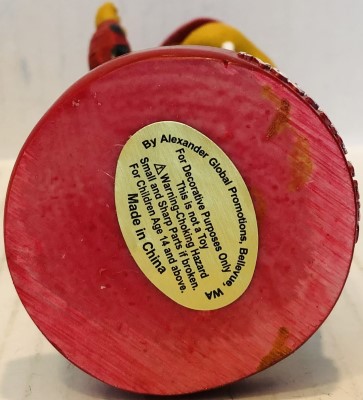 By Alexander Global Promotions, Bellevue, WA
For Decorative Purposes Only
This is not a Toy
⚠Warning-Choking Hazard
Small and Sharp Parts if broken.
For Children Age 14 and above.
Made in China